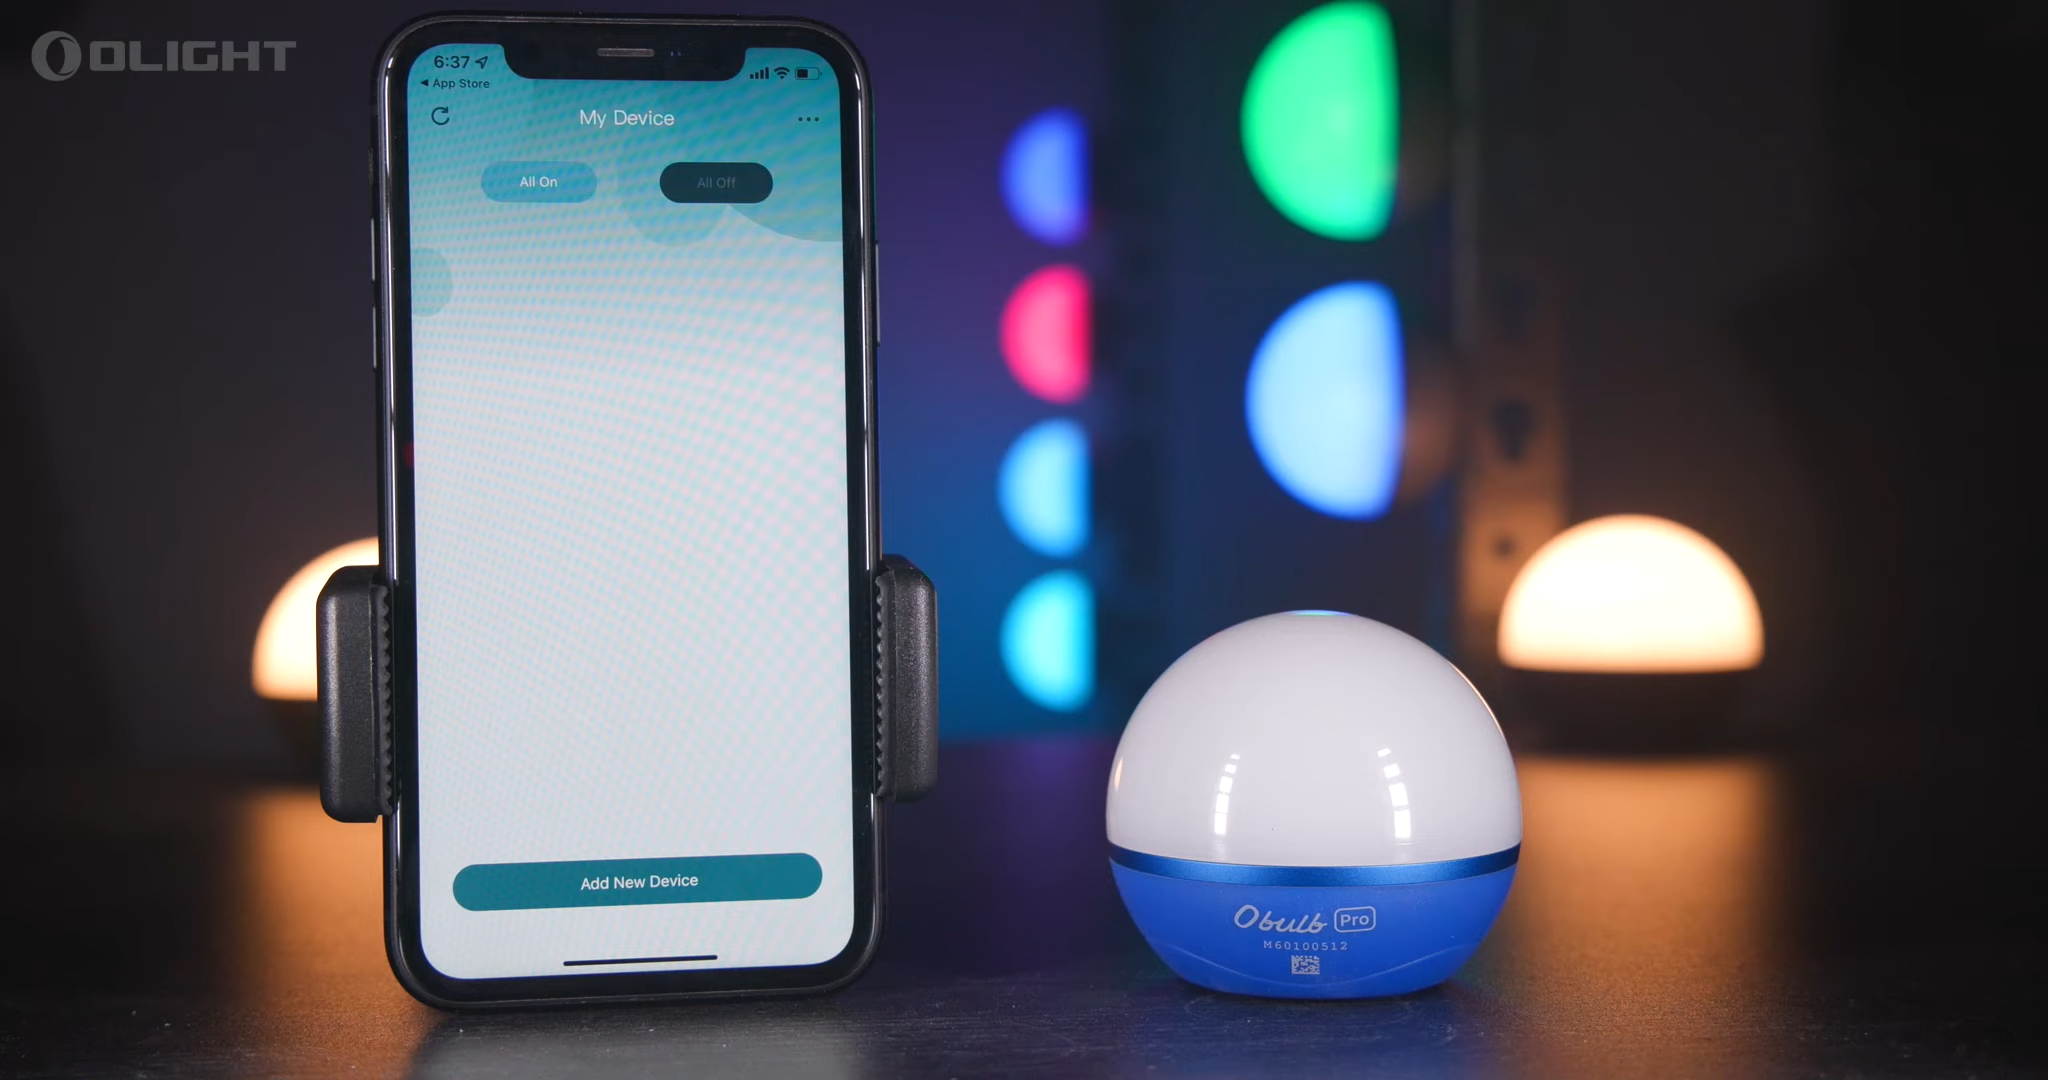 OLIGHT
6:37
App Store
My Device
All On
All Off
Add New Device
Obulb Pro
M60100512